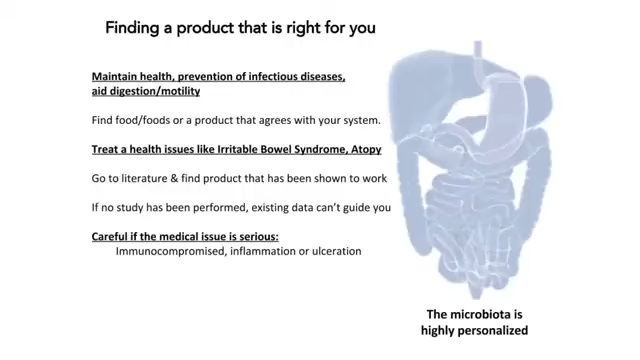 Finding a product that is right for you
Maintain health, prevention of infectious diseases,
aid digestion/motility
Find food/foods or a product that agrees with your system.
Treat a health issues like Irritable Bowel Syndrome, Atopy
Go to literature & find product that has been shown to work
If no study has been performed, existing data can't guide you
Careful if the medical issue is serious:
Immunocompromised, inflammation or ulceration
The microbiota is
highly personalized